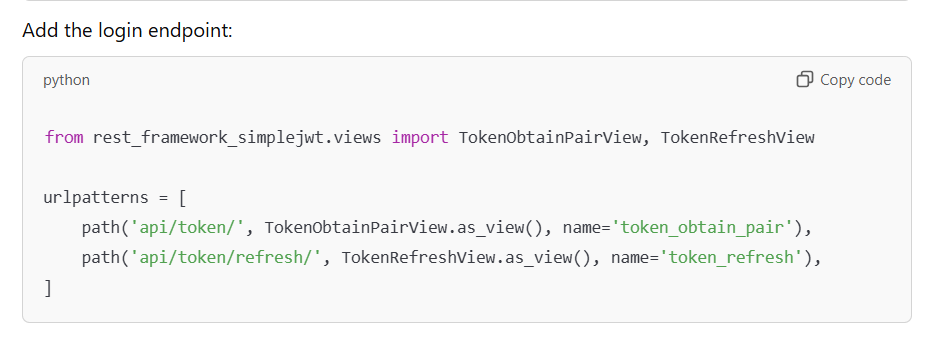 Add the login endpoint:
python
Copy code
from rest_framework_simplejwt.views import TokenObtainPairView, TokenRefreshView
urlpatterns = [
    path('api/token/', TokenObtainPairView.as_view(), name='token_obtain_pair'),
    path('api/token/refresh/', TokenRefreshView.as_view(), name='token_refresh'),
]